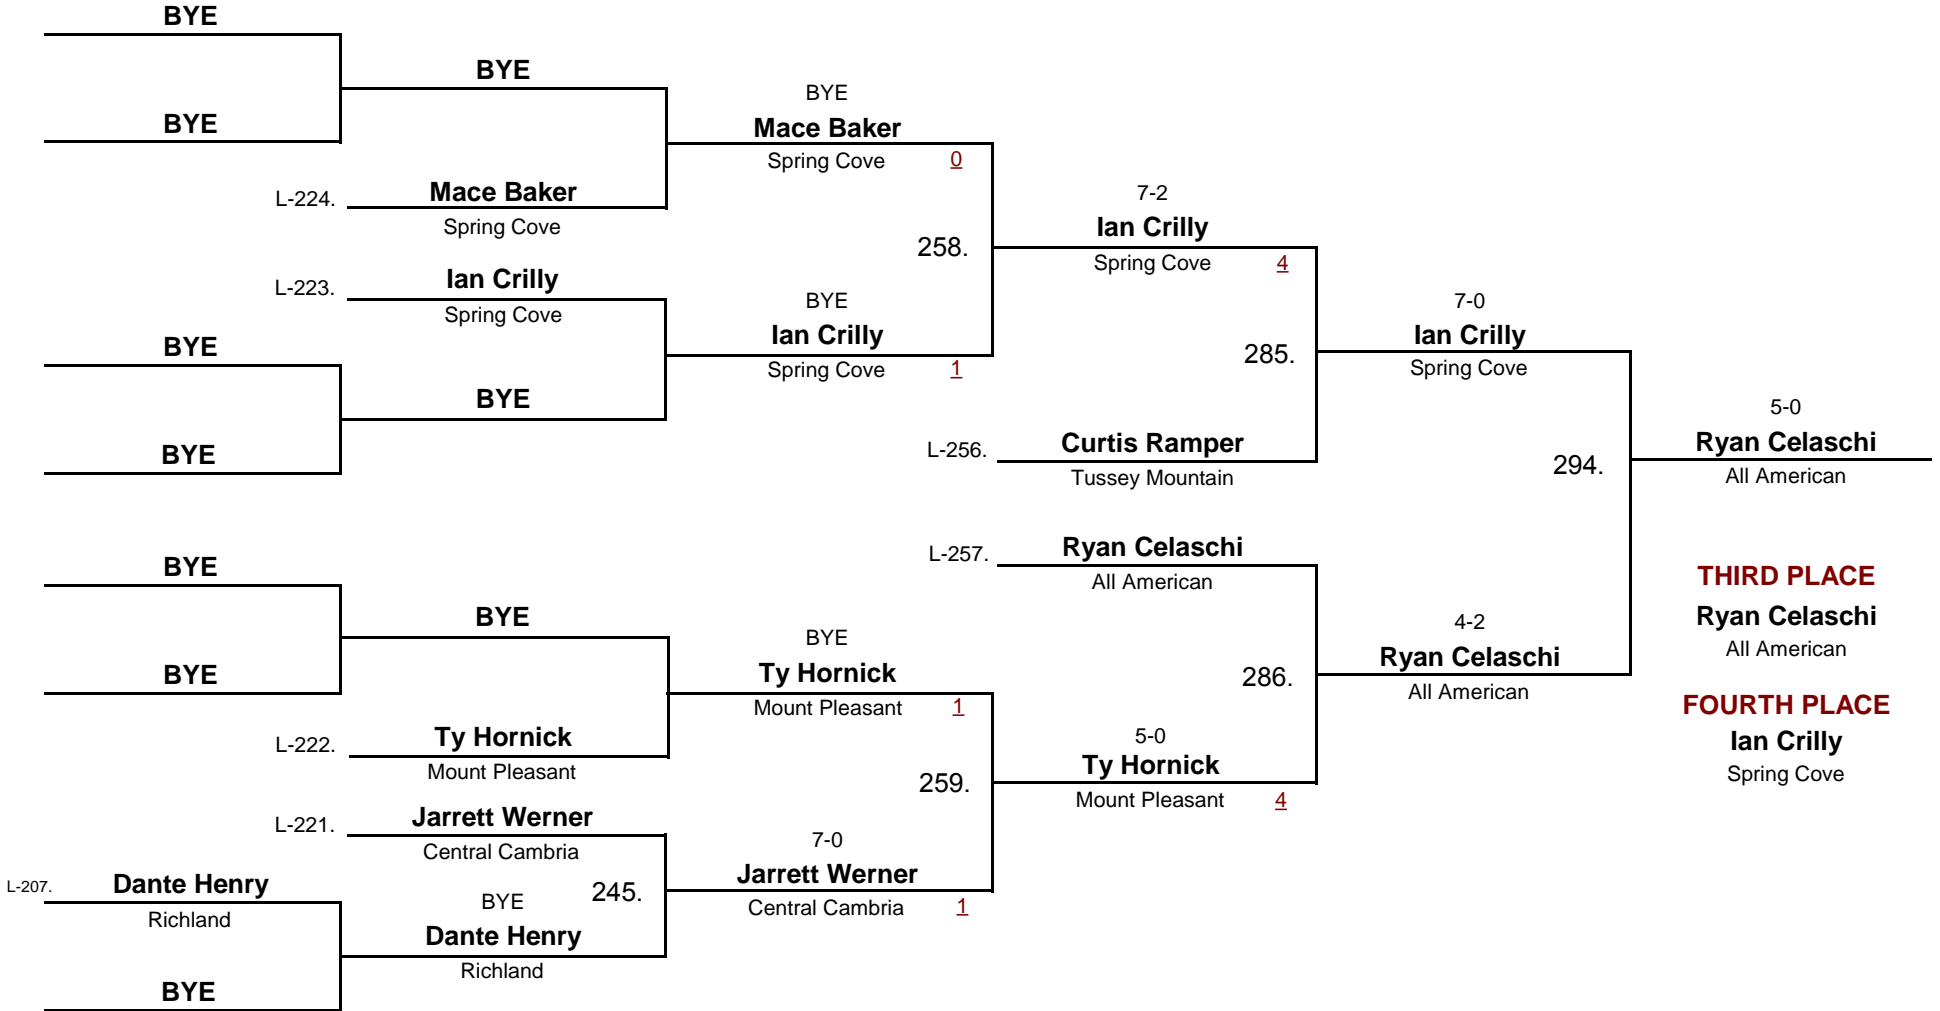 BYE
BYE
BYE
L-224.
Mace Baker
Spring Cove
BYE
Mace Baker
Spring Cove
0
L-223.
Ian Crilly
Spring Cove
BYE
BYE
BYE
BYE
Ian Crilly
Spring Cove
1
258.
7-2
Ian Crilly
Spring Cove
4
L-256.
Curtis Ramper
Tussey Mountain
285.
7-0
Ian Crilly
Spring Cove
BYE
BYE
BYE
L-222.
Ty Hornick
Mount Pleasant
BYE
Ty Hornick
Mount Pleasant
1
L-221.
Jarrett Werner
Central Cambria
L-207.
Dante Henry
Richland
BYE
BYE
Dante Henry
Richland
245.
7-0
Jarrett Werner
Central Cambria
1
259.
5-0
Ty Hornick
Mount Pleasant
4
L-257.
Ryan Celaschi
All American
286.
4-2
Ryan Celaschi
All American
294.
5-0
Ryan Celaschi
All American
THIRD PLACE
Ryan Celaschi
All American
FOURTH PLACE
Ian Crilly
Spring Cove